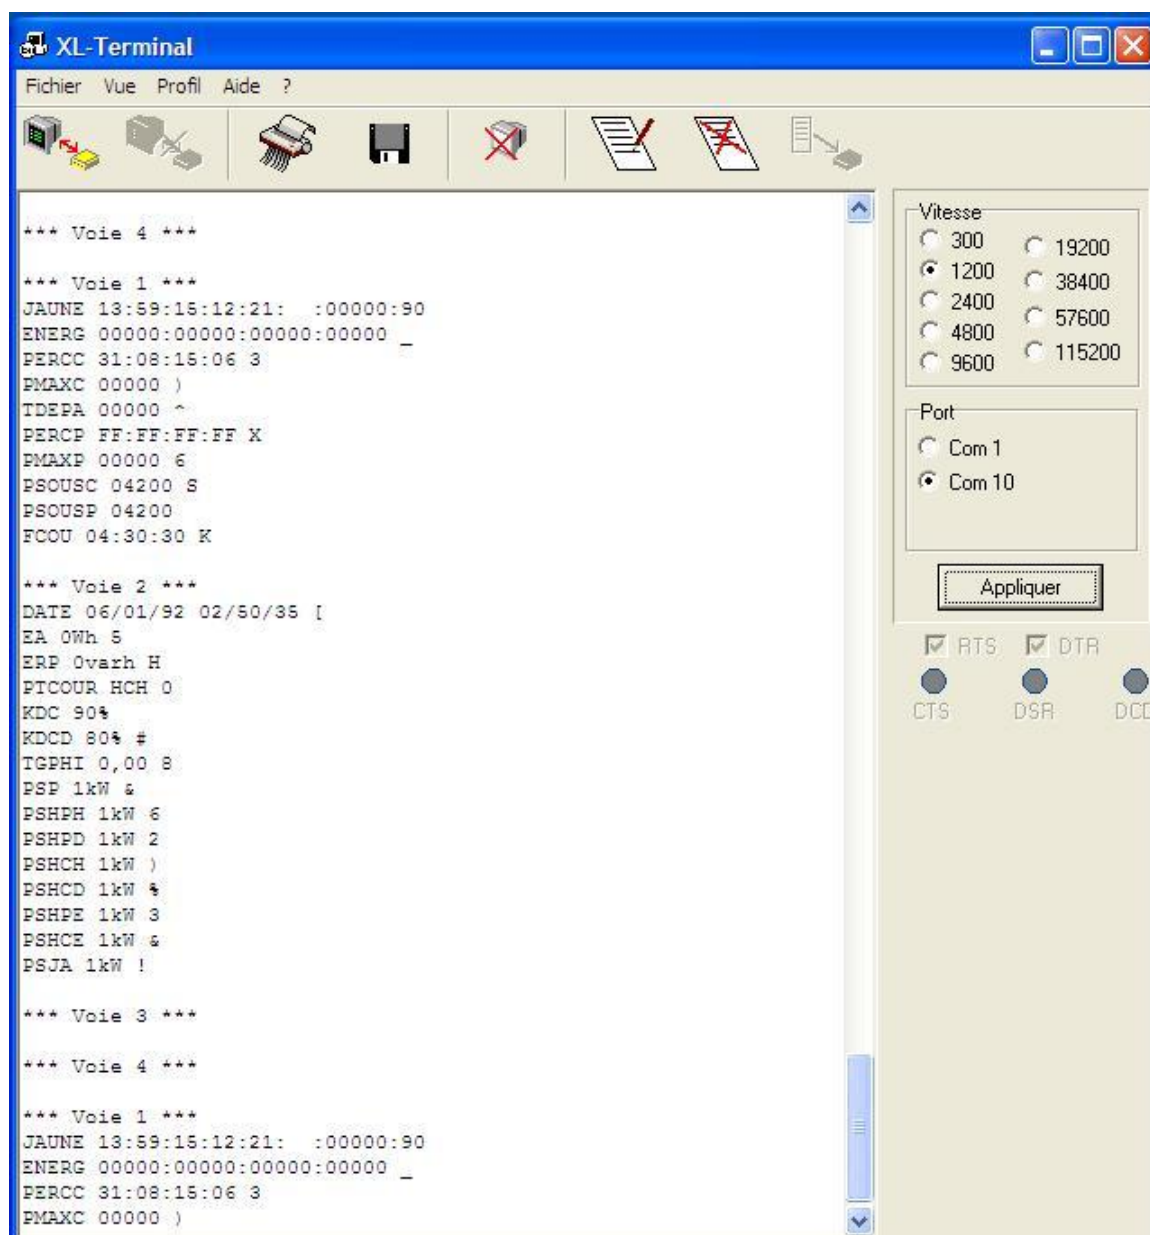 XL-Terminal
Fichier Vue Profil Aide ?
*** Voie 4 ***
*** Voie 1 ***
JAUNE 13:59:15:12:21:  :00000:90
ENERG 00000:00000:00000:00000 _
PERCC 31:08:15:06 3
PMAXC 00000 )
TDEPA 00000 ^
PERCP FF:FF:FF:FF X
PMAXP 00000 6
PSOUSC 04200 S
PSOUSP 04200
FCOU 04:30:30 K
*** Voie 2 ***
DATE 06/01/92 02/50/35 [
EA 0Wh 5
ERP 0varh H
PTCOUR HCH 0
KDC 90%
KDCD 80% #
TGPHI 0,00 8
PSP 1kW &
PSHPH 1kW 6
PSHPD 1kW 2
PSHCH 1kW )
PSHCD 1kW %
PSHPE 1kW 3
PSHCE 1kW &
PSJA 1kW !
*** Voie 3 ***
*** Voie 4 ***
*** Voie 1 ***
JAUNE 13:59:15:12:21:  :00000:90
ENERG 00000:00000:00000:00000 _
PERCC 31:08:15:06 3
PMAXC 00000 )
Vitesse
300
1200
2400
4800
9600
19200
38400
57600
115200
Port
Com 1
Com 10
Appliquer
RTS DTR
CTS DSR DCD